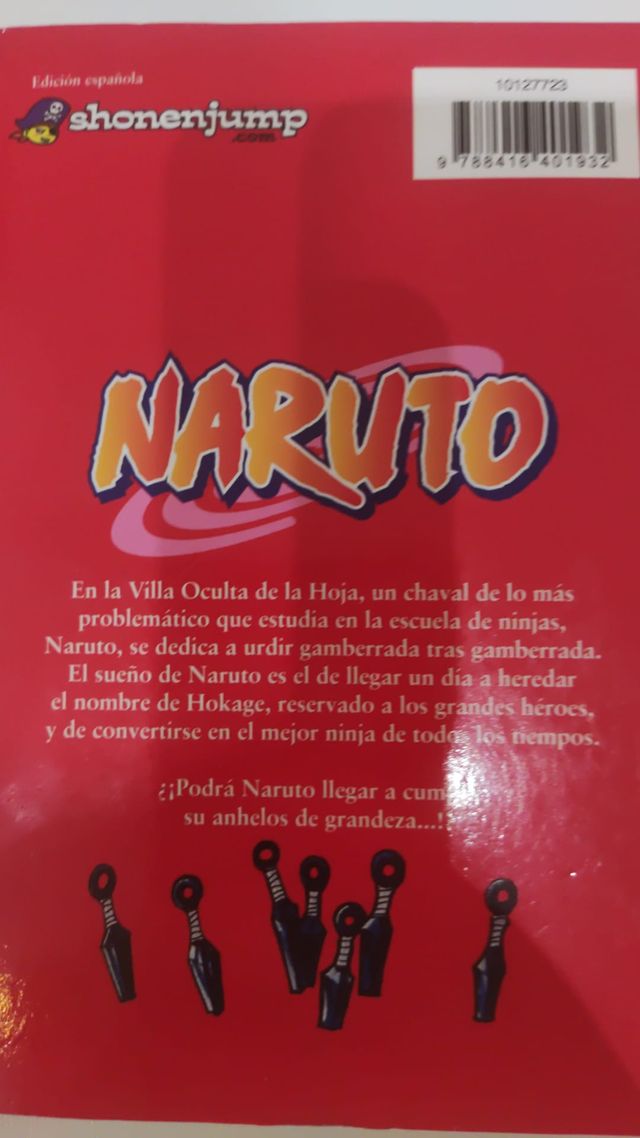 Edición española
shonenjump
.com
10127723
9 788416 401932
NARUTO
En la Villa Oculta de la Hoja, un chaval de lo más
problemático que estudia en la escuela de ninjas,
Naruto, se dedica a urdir gamberrada tras gamberrada.
El sueño de Naruto es el de llegar un día a heredar
el nombre de Hokage, reservado a los grandes héroes,
y de convertirse en el mejor ninja de todos los tiempos.
¿¡Podrá Naruto llegar a
su anhelos de grandeza...!